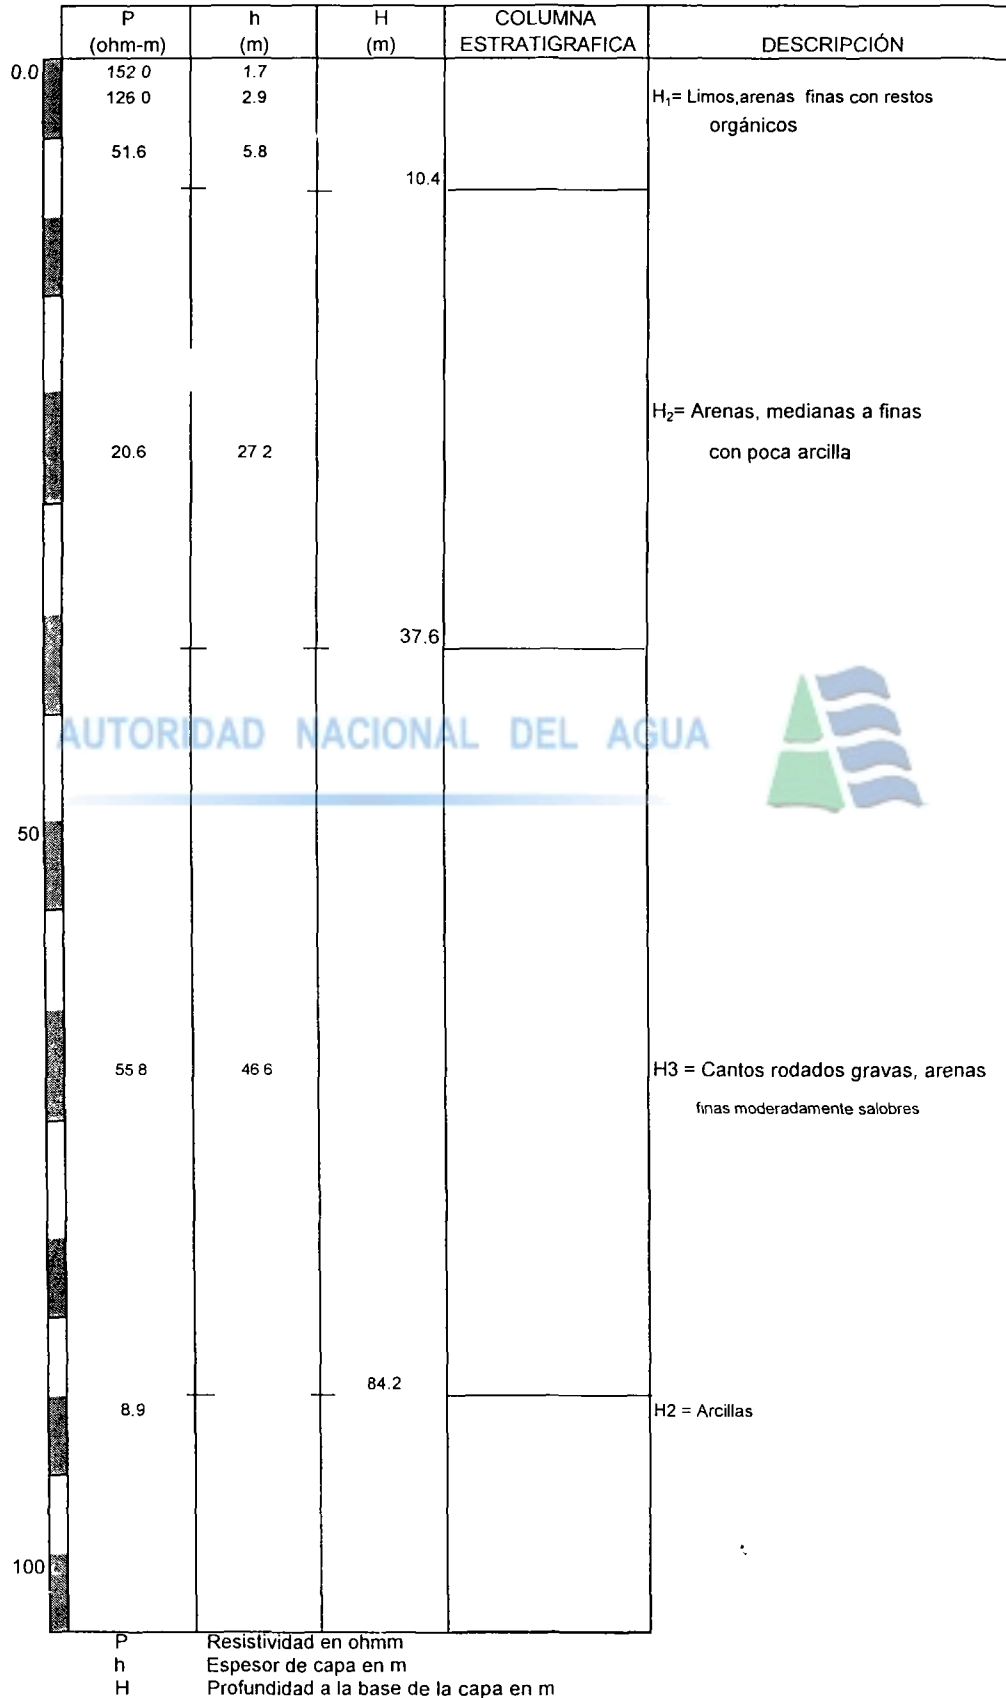 P h H COLUMNA
(ohm-m) (m) (m) ESTRATIGRAFICA DESCRIPCIÓN
0.0 152 0 1.7
126 0 2.9 H₁= Limos,arenas finas con restos
orgánicos
51.6 5.8
10.4
H₂= Arenas, medianas a finas
20.6 27 2 con poca arcilla
37.6
AUTORIDAD NACIONAL DEL AGUA
50
55 8 46 6 H3 = Cantos rodados gravas, arenas
finas moderadamente salobres
84.2
8.9 H2 = Arcillas
100
P Resistividad en ohmm
h Espesor de capa en m
H Profundidad a la base de la capa en m